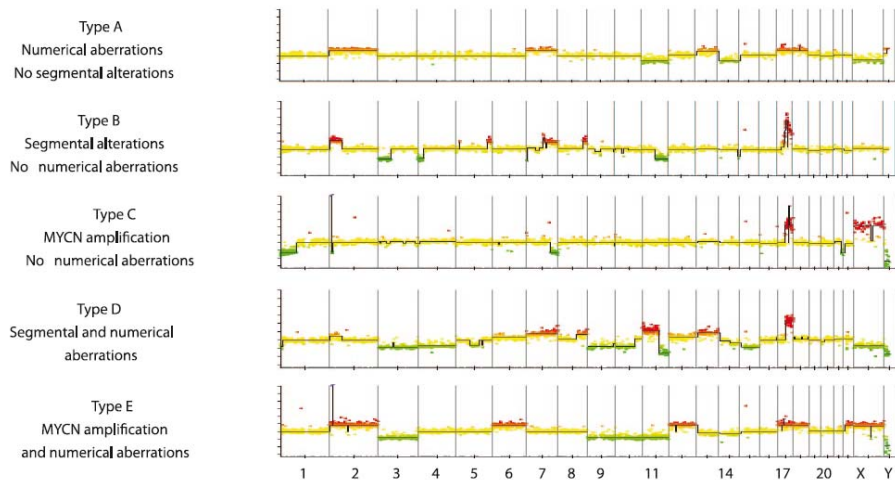 Type A
Numerical aberrations
No segmental alterations
Type B
Segmental alterations
No numerical aberrations
Type C
MYCN amplification
No numerical aberrations
Type D
Segmental and numerical
aberrations
Type E
MYCN amplification
and numerical aberrations
1 2 3 4 5 6 7 8 9 11 14 17 20 X Y